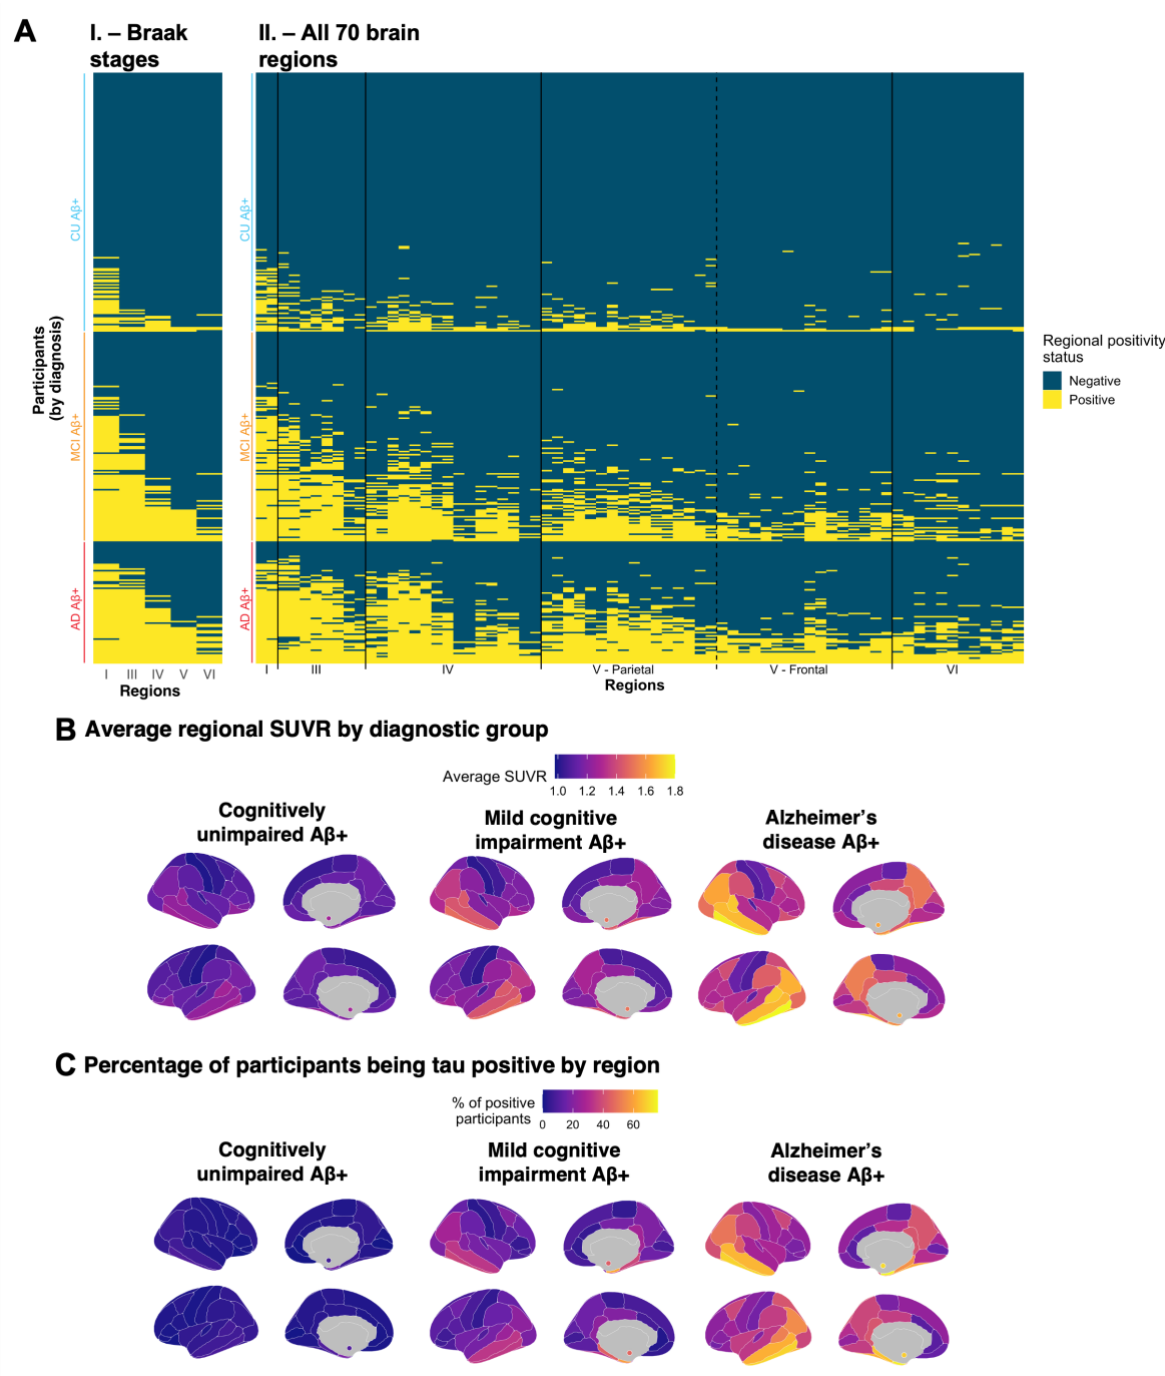 A
I. – Braak
stages
II. – All 70 brain
regions
CU Aβ+
CU Aβ+
Participants
(by diagnosis)
MCI Aβ+
MCI Aβ+
AD Aβ+
AD Aβ+
Regional positivity
status
Negative
Positive
I III IV V VI
Regions
I III IV V - Parietal V - Frontal VI
Regions
B Average regional SUVR by diagnostic group
Average SUVR
1.0 1.2 1.4 1.6 1.8
Cognitively
unimpaired Aβ+
Mild cognitive
impairment Aβ+
Alzheimer's
disease Aβ+
C Percentage of participants being tau positive by region
% of positive
participants
0 20 40 60
Cognitively
unimpaired Aβ+
Mild cognitive
impairment Aβ+
Alzheimer's
disease Aβ+